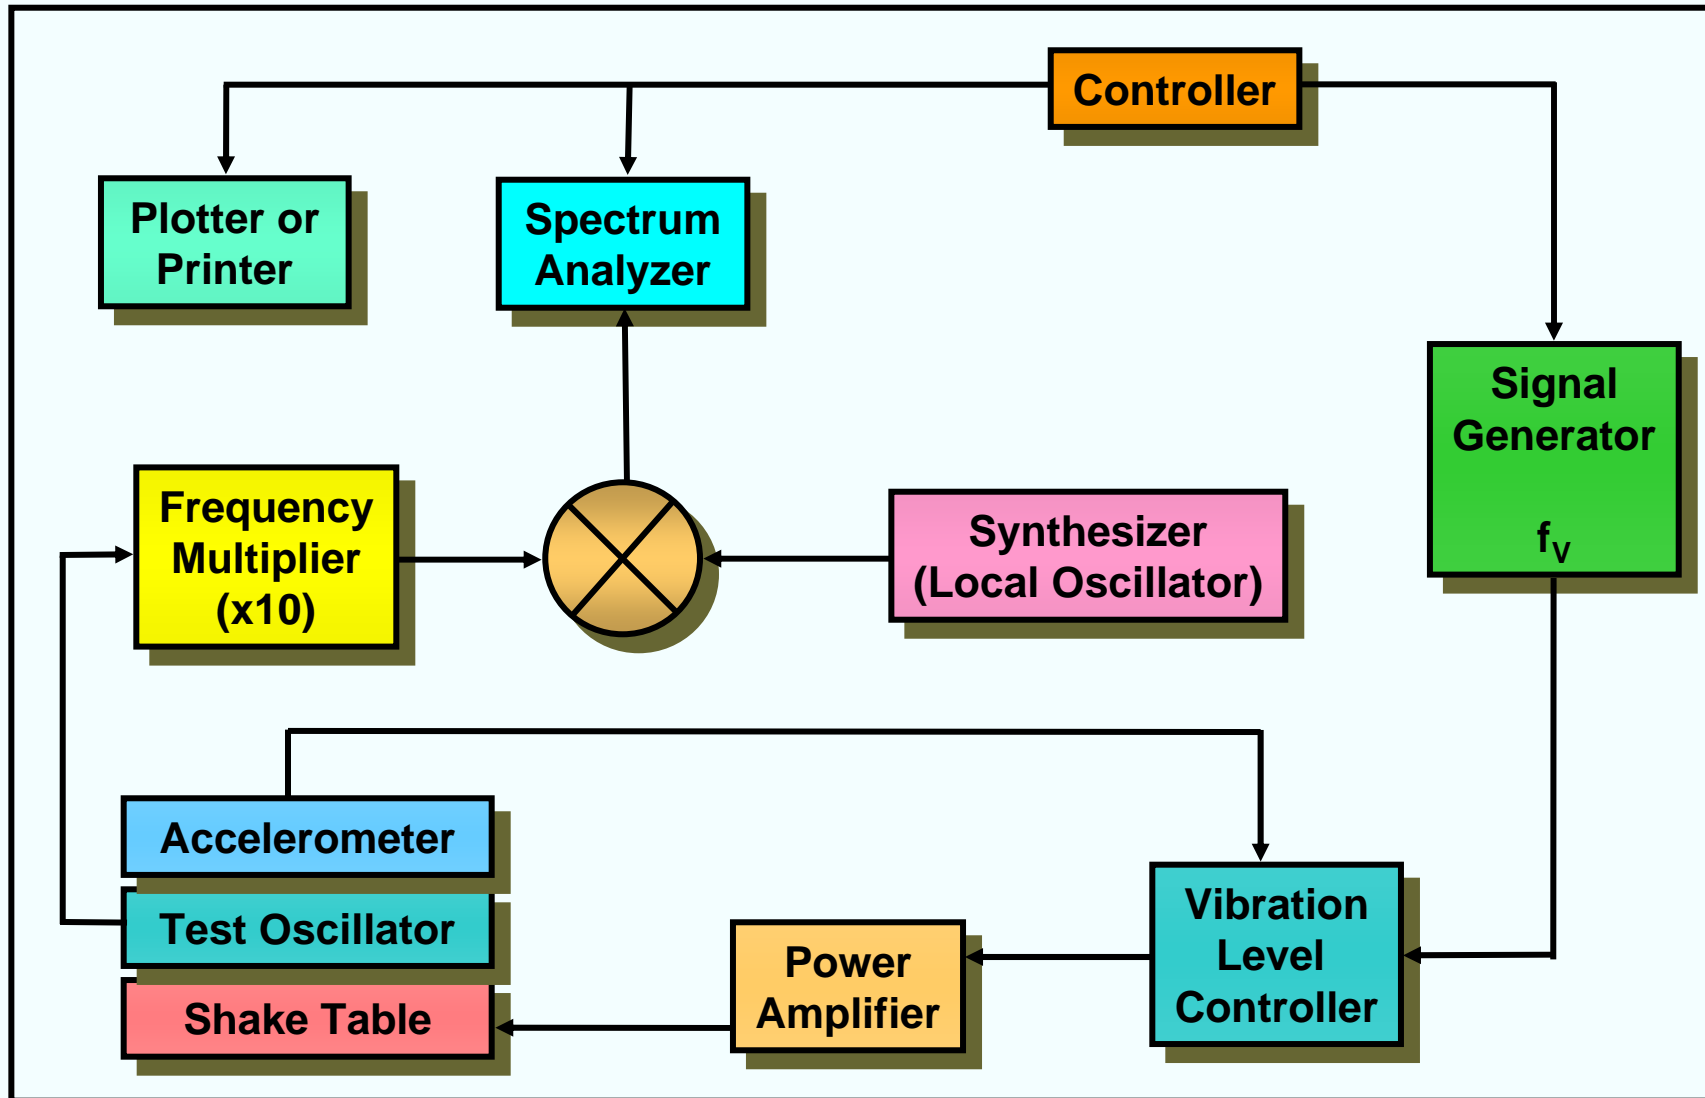 Controller
Plotter or
Printer
Spectrum
Analyzer
Signal
Generator
fV
Frequency
Multiplier
(x10)
Synthesizer
(Local Oscillator)
Accelerometer
Test Oscillator
Shake Table
Power
Amplifier
Vibration
Level
Controller